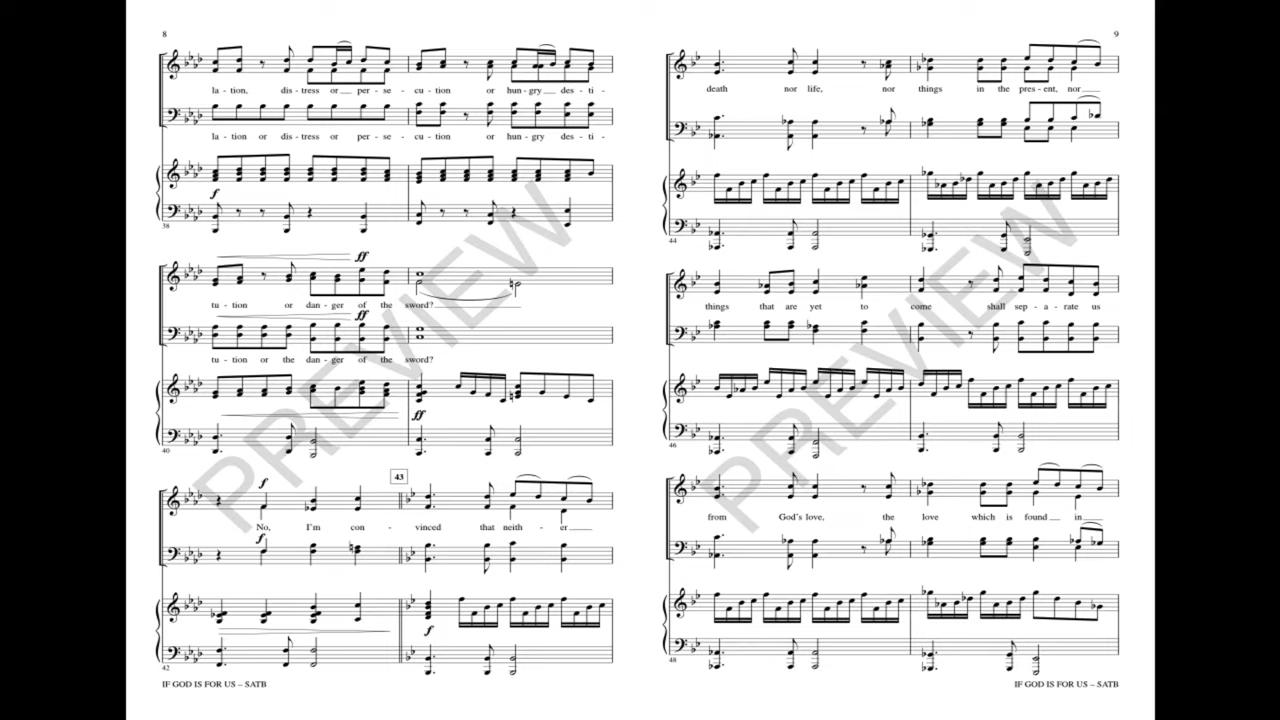 8
la - tion, dis - tress or per - se - cu - tion or hun - gry des - ti -
la - tion or dis - tress or per - se - cu - tion or hun - gry des - ti -
f
38
ff
tu - tion or dan - ger of the sword?
ff
tu - tion or the dan - ger of the sword?
ff
40
43
f
No, I'm con - vinced that neith - er
f
f
42
IF GOD IS FOR US – SATB
9
death nor life, nor things in the pres - ent, nor
44
things that are yet to come shall sep - a - rate us
46
from God's love, the love which is found in
48
IF GOD IS FOR US – SATB
PREVIEW
PREVIEW